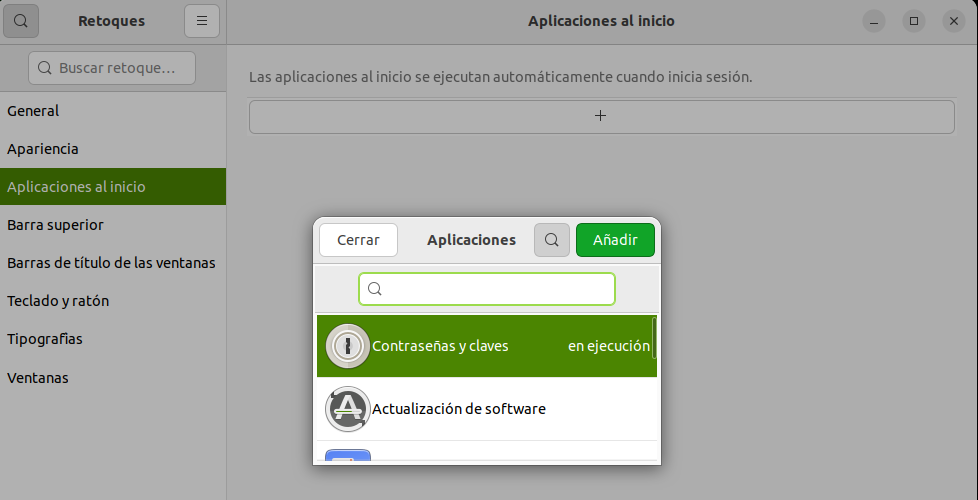 Retoques
Aplicaciones al inicio
Buscar retoque…
General
Apariencia
Aplicaciones al inicio
Barra superior
Barras de título de las ventanas
Teclado y ratón
Tipografías
Ventanas
Las aplicaciones al inicio se ejecutan automáticamente cuando inicia sesión.
+
Cerrar
Aplicaciones
Añadir
Contraseñas y claves en ejecución
Actualización de software